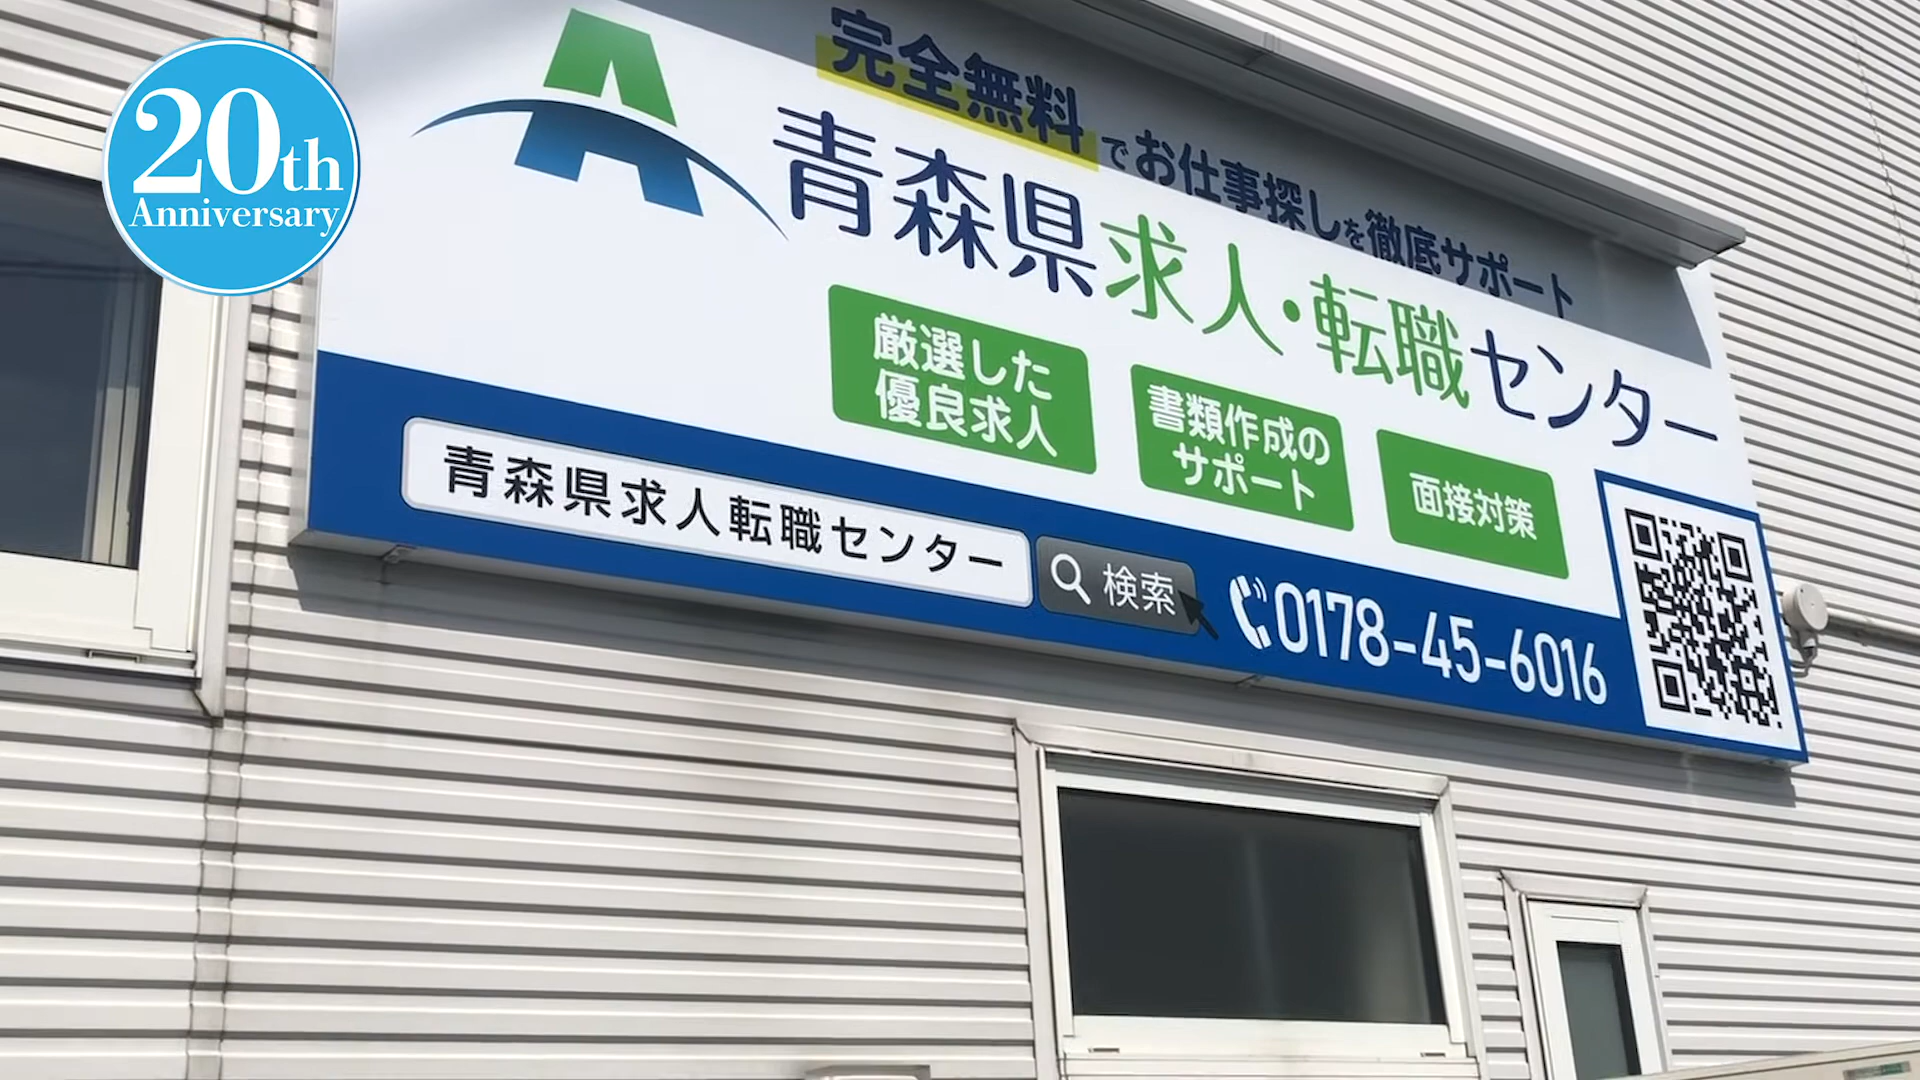 20th
Anniversary
完全無料でお仕事探しを徹底サポート
青森県求人・転職センター
厳選した
優良求人
書類作成の
サポート
面接対策
青森県求人転職センター
検索
0178-45-6016